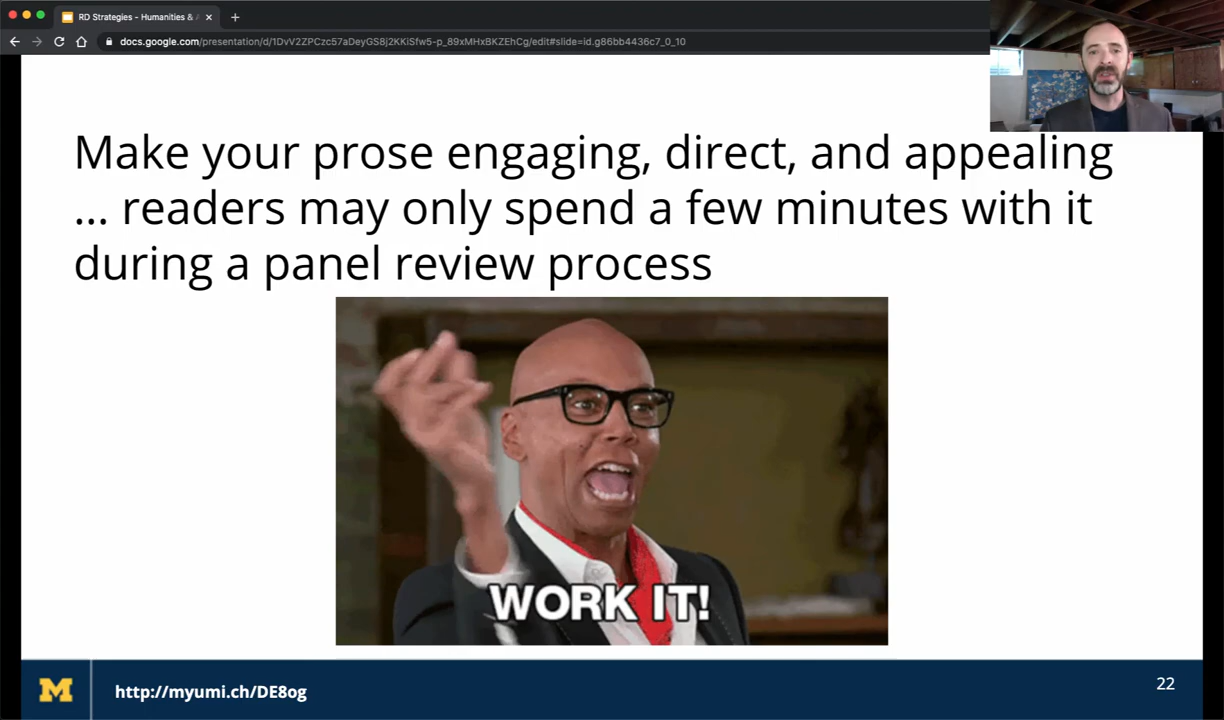 RD Strategies - Humanities & A
docs.google.com/presentation/d/1DvV2ZPCzc57aDeyGS8j2KKiSfw5-p_89xMHxBKZEhCg/edit#slide=id.g86bb4436c7_0_10
Make your prose engaging, direct, and appealing
... readers may only spend a few minutes with it
during a panel review process
WORK IT!
M
http://myumi.ch/DE8og
22